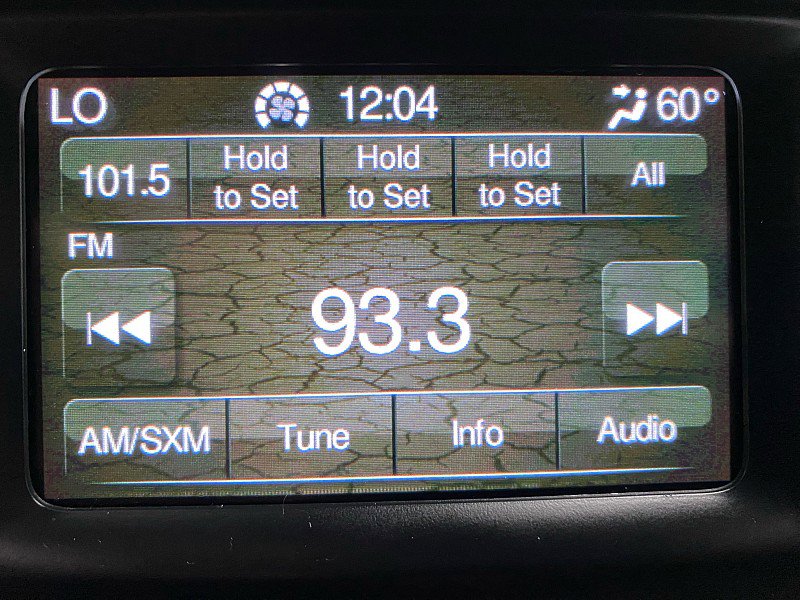 LO 12:04 60°
101.5 Hold to Set Hold to Set Hold to Set All
FM
93.3
AM/SXM Tune Info Audio